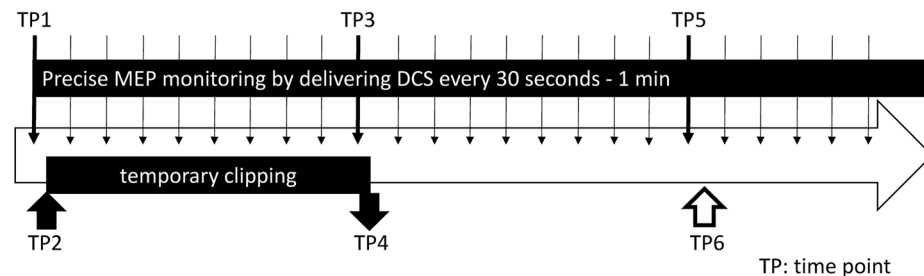 TP1 TP3 TP5
Precise MEP monitoring by delivering DCS every 30 seconds - 1 min
temporary clipping
TP2 TP4 TP6
TP: time point